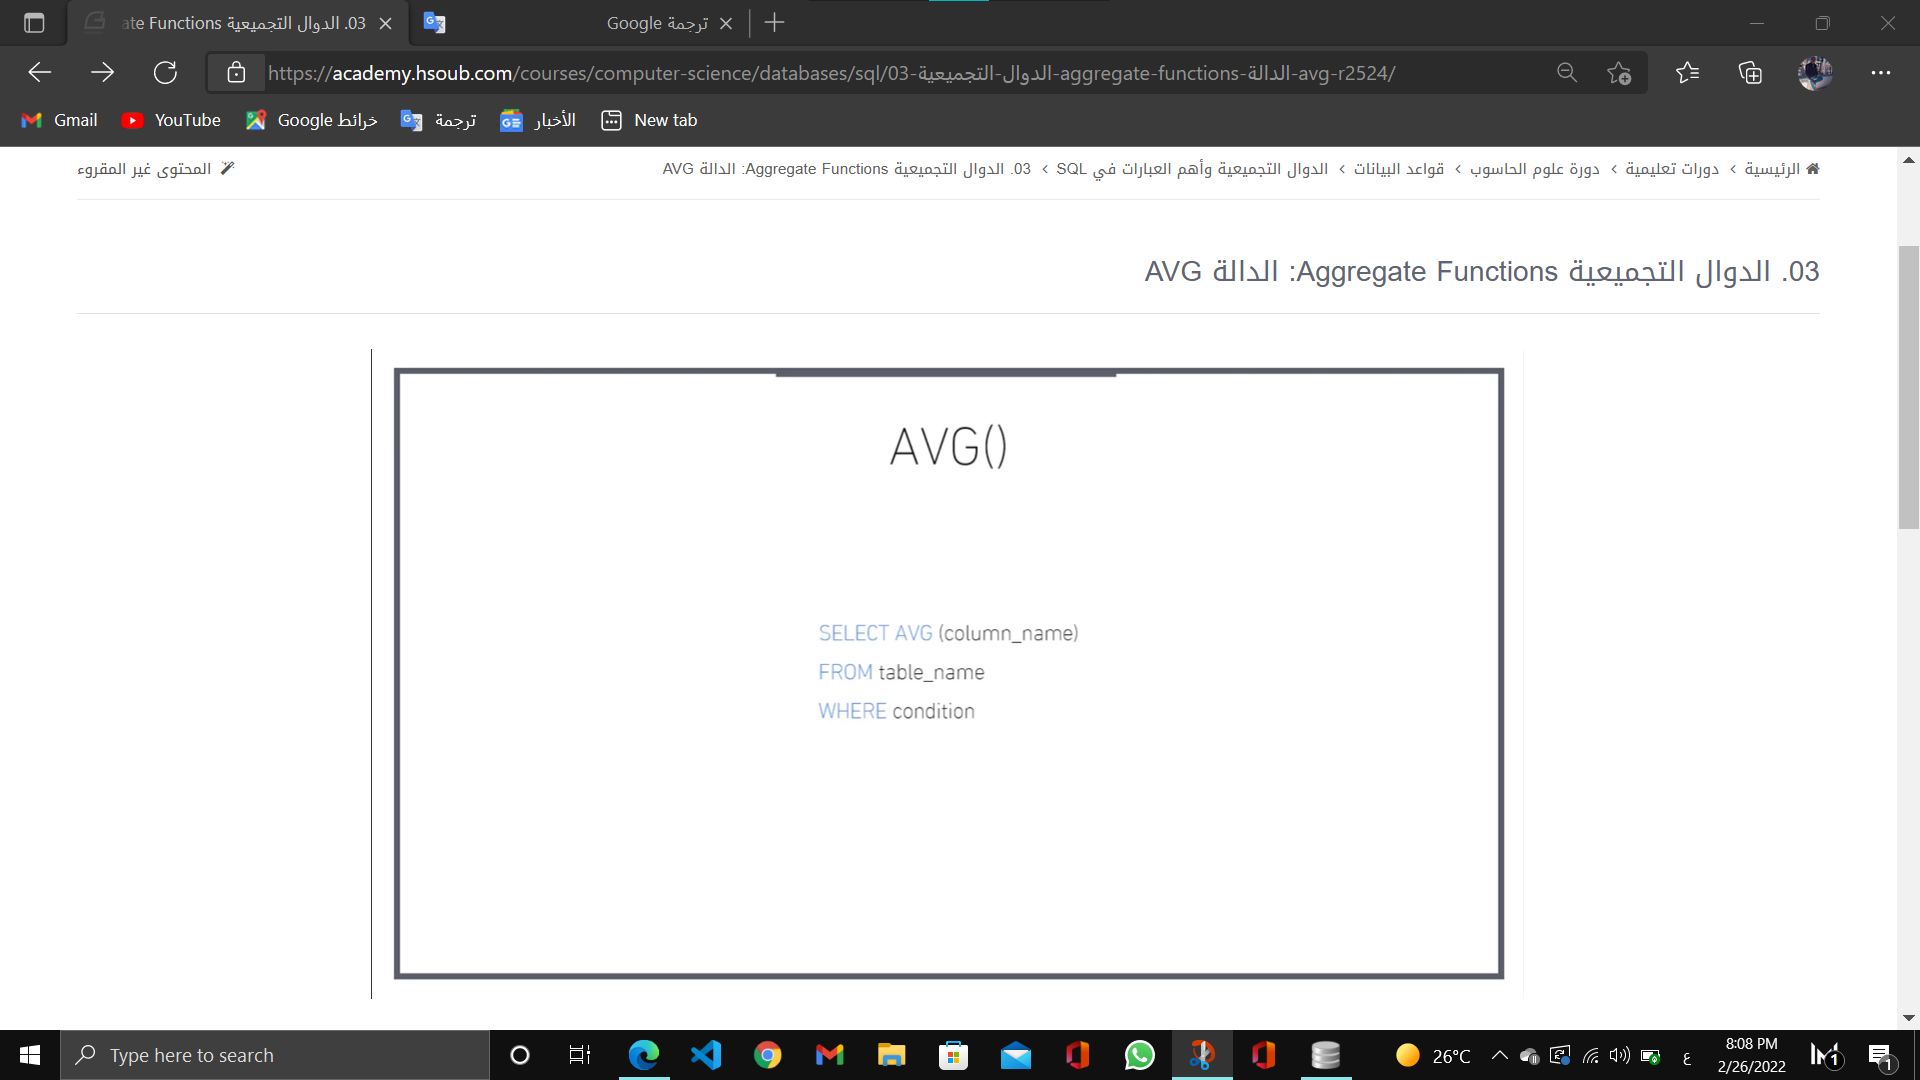 03. الدوال التجميعية ate Functions
ترجمة Google
https://academy.hsoub.com/courses/computer-science/databases/sql/03-الدوال-التجميعية-aggregate-functions-الدالة-avg-r2524/
Gmail
YouTube
خرائط Google
ترجمة
الأخبار
New tab
الرئيسية > دورات تعليمية > دورة علوم الحاسوب > قواعد البيانات > الدوال التجميعية وأهم العبارات في SQL > 03. الدوال التجميعية Aggregate Functions: الدالة AVG
المحتوى غير المقروء
03. الدوال التجميعية Aggregate Functions: الدالة AVG
AVG()
SELECT AVG (column_name)
FROM table_name
WHERE condition
Type here to search
26°C
ع
8:08 PM
2/26/2022
1
1